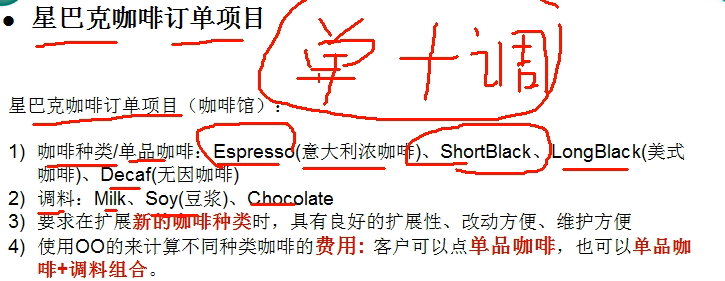 ● 星巴克咖啡订单项目
单+调
星巴克咖啡订单项目（咖啡馆）：
1) 咖啡种类/单品咖啡：Espresso(意大利浓咖啡)、ShortBlack、LongBlack(美式
咖啡)、Decaf(无因咖啡)
2) 调料：Milk、Soy(豆浆)、Chocolate
3) 要求在扩展新的咖啡种类时，具有良好的扩展性、改动方便、维护方便
4) 使用OO的来计算不同种类咖啡的费用: 客户可以点单品咖啡，也可以单品咖
啡+调料组合。